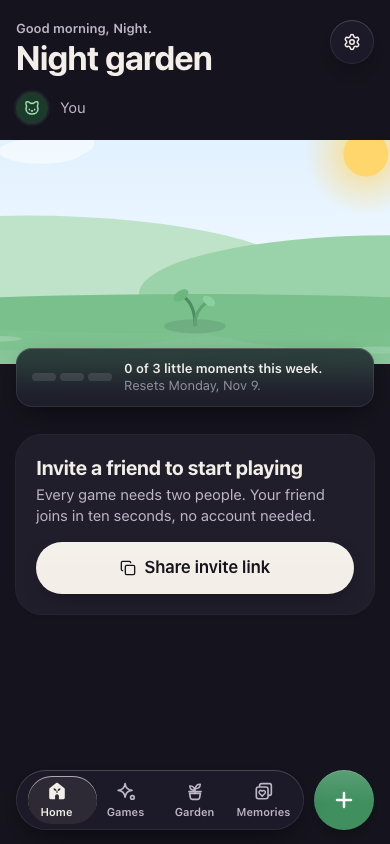 Good morning, Night.
Night garden
You
0 of 3 little moments this week.
Resets Monday, Nov 9.
Invite a friend to start playing
Every game needs two people. Your friend
joins in ten seconds, no account needed.
Share invite link
Home
Games
Garden
Memories